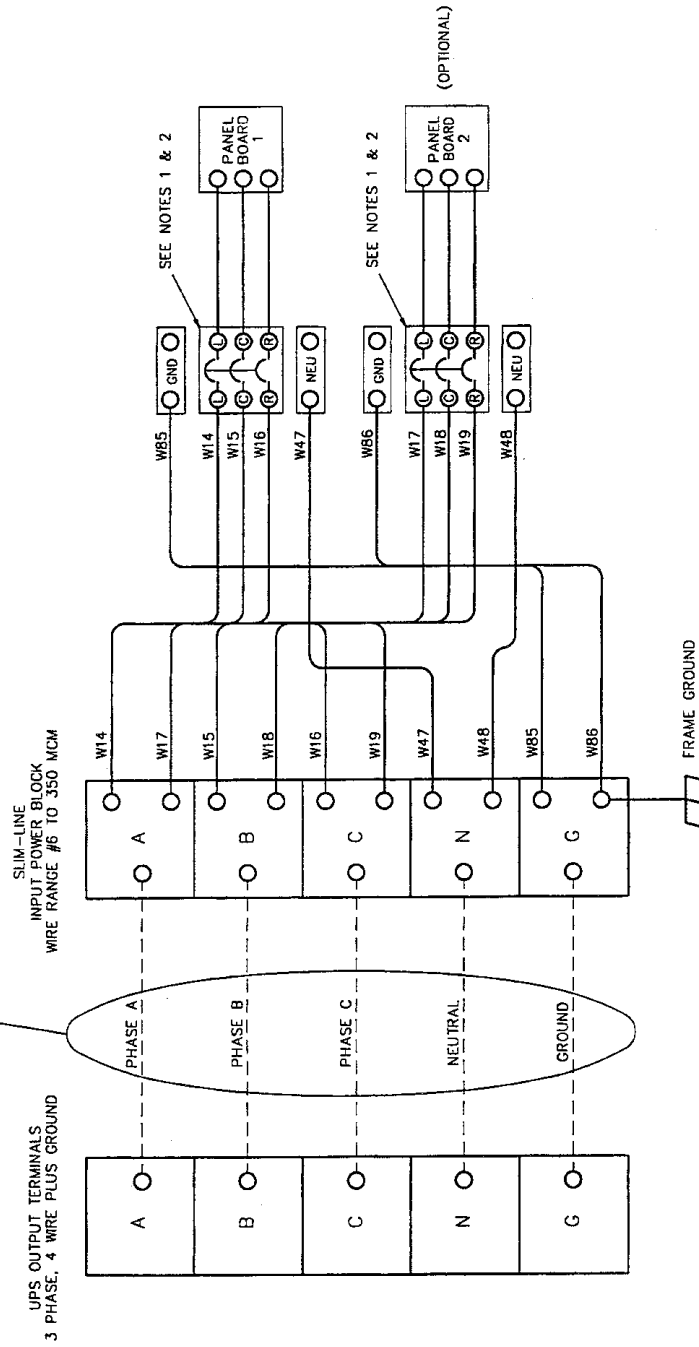 UPS OUTPUT TERMINALS
3 PHASE, 4 WIRE PLUS GROUND
A
B
C
N
G
PHASE A
PHASE B
PHASE C
NEUTRAL
GROUND
SLIM-LINE
INPUT POWER BLOCK
WIRE RANGE #6 TO 350 MCM
A
B
C
N
G
W14
W17
W15
W18
W16
W19
W47
W48
W85
W86
FRAME GROUND
W85
W14
W15
W16
W47
W86
W17
W18
W19
W48
GND
L
L
C
C
R
R
NEU
GND
L
L
C
C
R
R
NEU
SEE NOTES 1 & 2
SEE NOTES 1 & 2
PANEL
BOARD
1
PANEL
BOARD
2
(OPTIONAL)